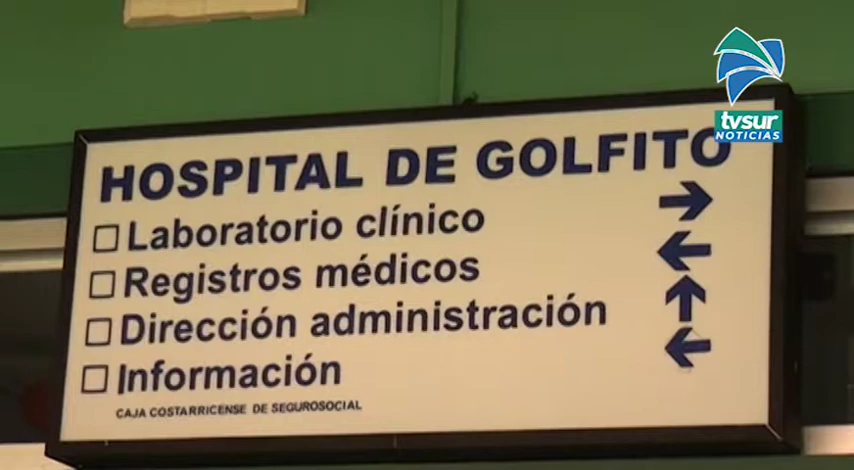 tvsur
NOTICIAS
HOSPITAL DE GOLFITO
Laboratorio clínico
Registros médicos
Dirección administración
Información
CAJA COSTARRICENSE DE SEGUROSOCIAL